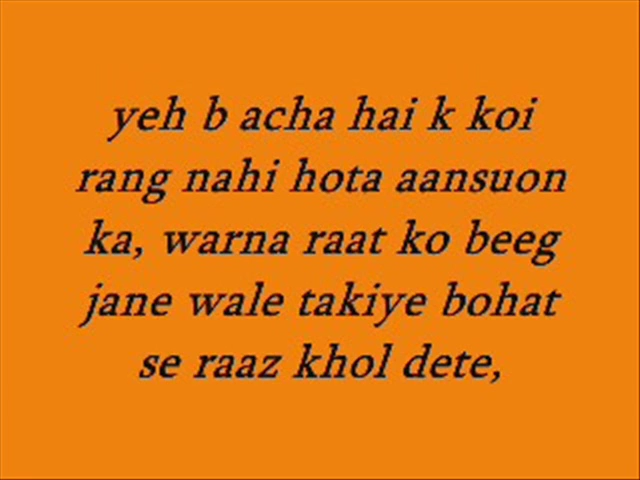 yeh b acha hai k koi
rang nahi hota aansuon
ka, warna raat ko beeg
jane wale takiye bohat
se raaz khol dete,